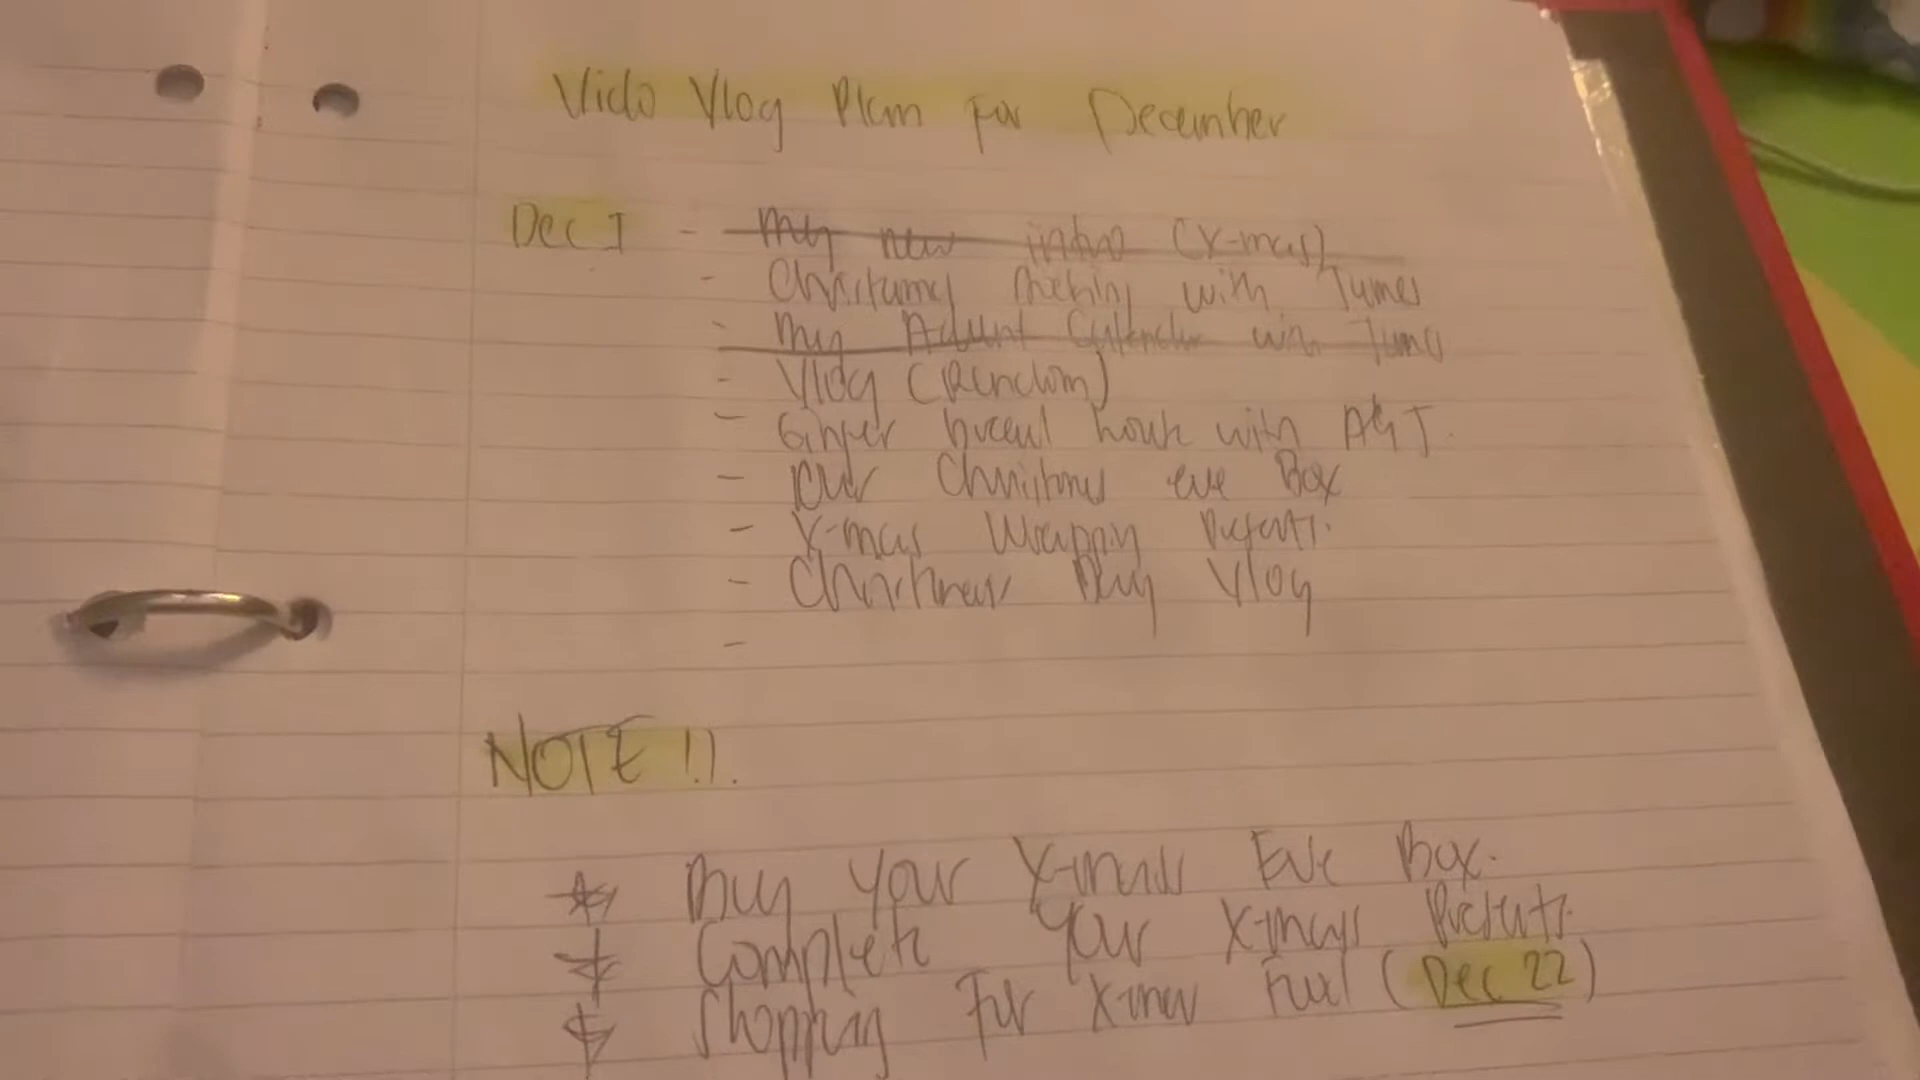 Video Vlog Plan For December
Dec 1 - My new intro (X-mas)
- Christmas with James
- My Advent Calendar with James
- Vlog (Random)
- Ginger bread house with A&J.
- Our Christmas eve Box
- X-mas Wrapping Presents.
- Christmas Day Vlog
-
NOTE !!.
Buy your X-mas Eve Box.
Complete your X-mas Presents.
Shopping For X-mas Food (Dec 22)